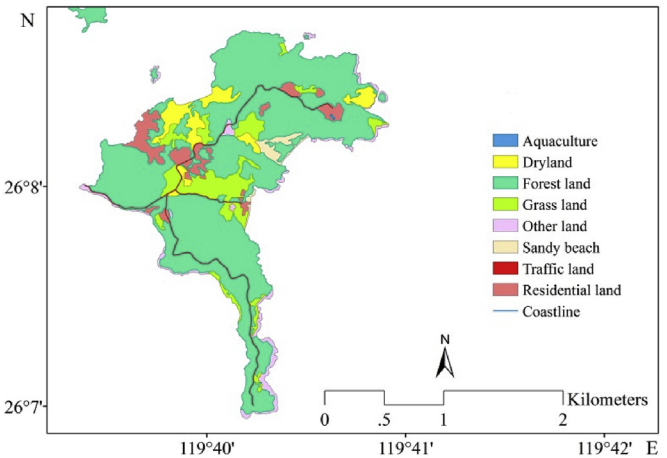 N
26°8'
26°7'
Aquaculture
Dryland
Forest land
Grass land
Other land
Sandy beach
Traffic land
Residential land
Coastline
N
Kilometers
0 .5 1 2
119°40' 119°41' 119°42' E